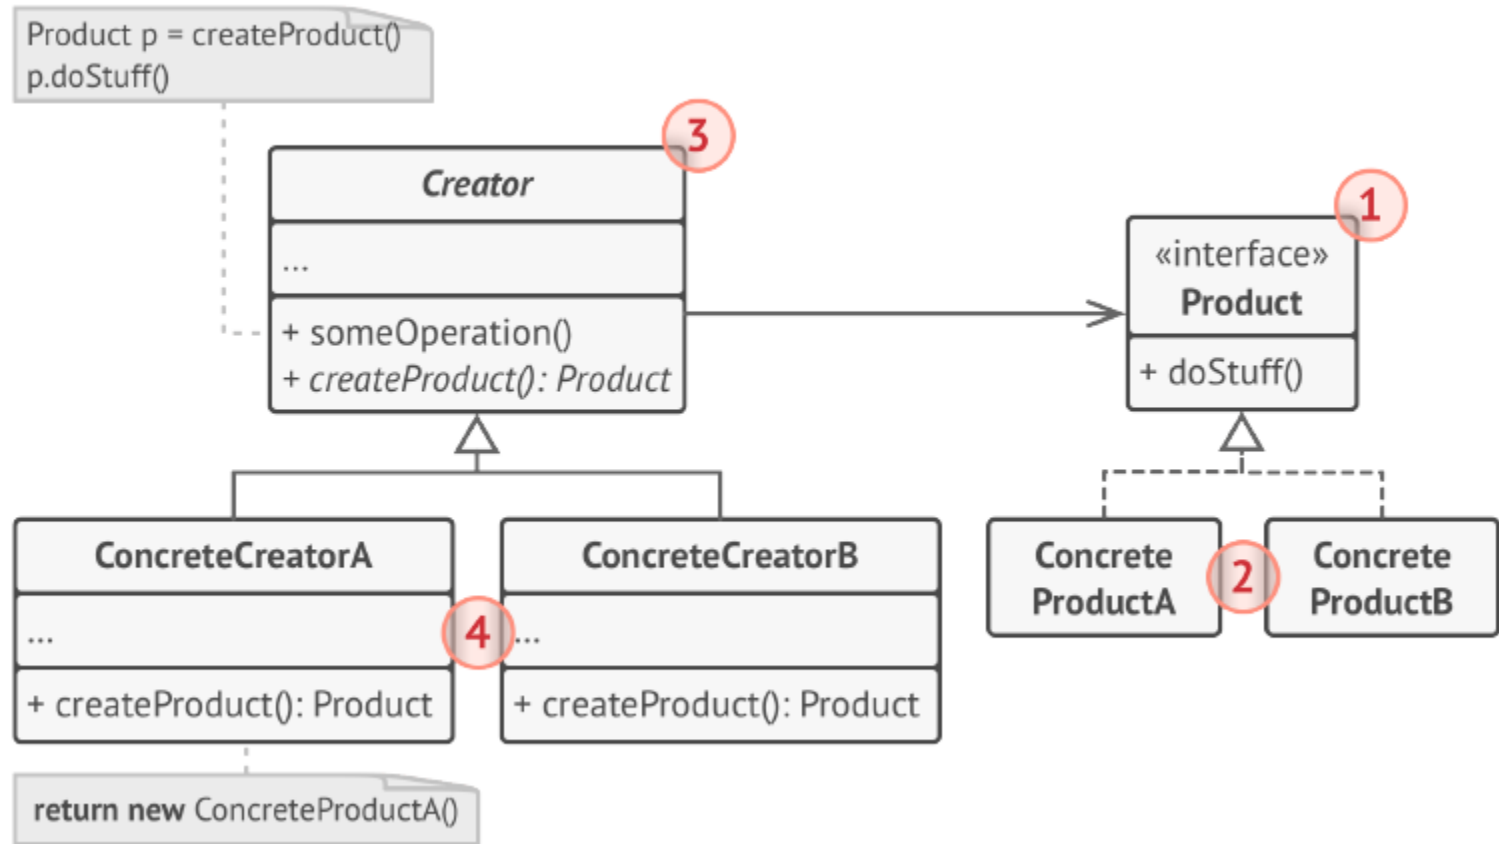 Product p = createProduct()
p.doStuff()
3
Creator
...
+ someOperation()
+ createProduct(): Product
1
«interface»
Product
+ doStuff()
ConcreteCreatorA
...
+ createProduct(): Product
4
ConcreteCreatorB
...
+ createProduct(): Product
Concrete
ProductA
2
Concrete
ProductB
return new ConcreteProductA()